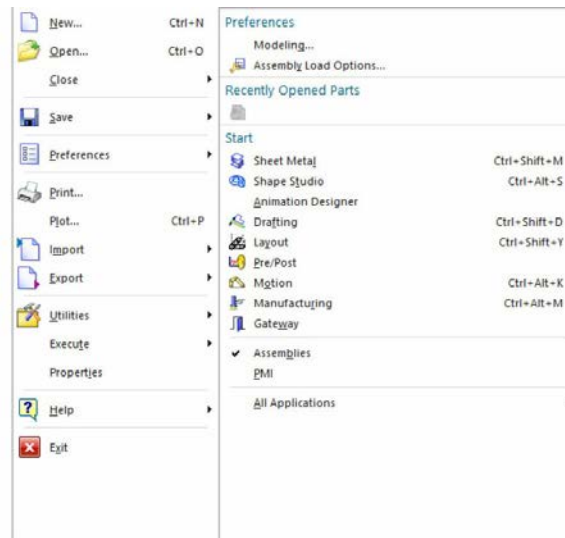 New... Ctrl+N
Open... Ctrl+O
Close
Save
Preferences
Print...
Plot... Ctrl+P
Import
Export
Utilities
Execute
Properties
Help
Exit
Preferences
Modeling...
Assembly Load Options...
Recently Opened Parts
Start
Sheet Metal Ctrl+Shift+M
Shape Studio Ctrl+Alt+S
Animation Designer
Drafting Ctrl+Shift+D
Layout Ctrl+Shift+Y
Pre/Post
Motion Ctrl+Alt+K
Manufacturing Ctrl+Alt+M
Gateway
Assemblies
PMI
All Applications